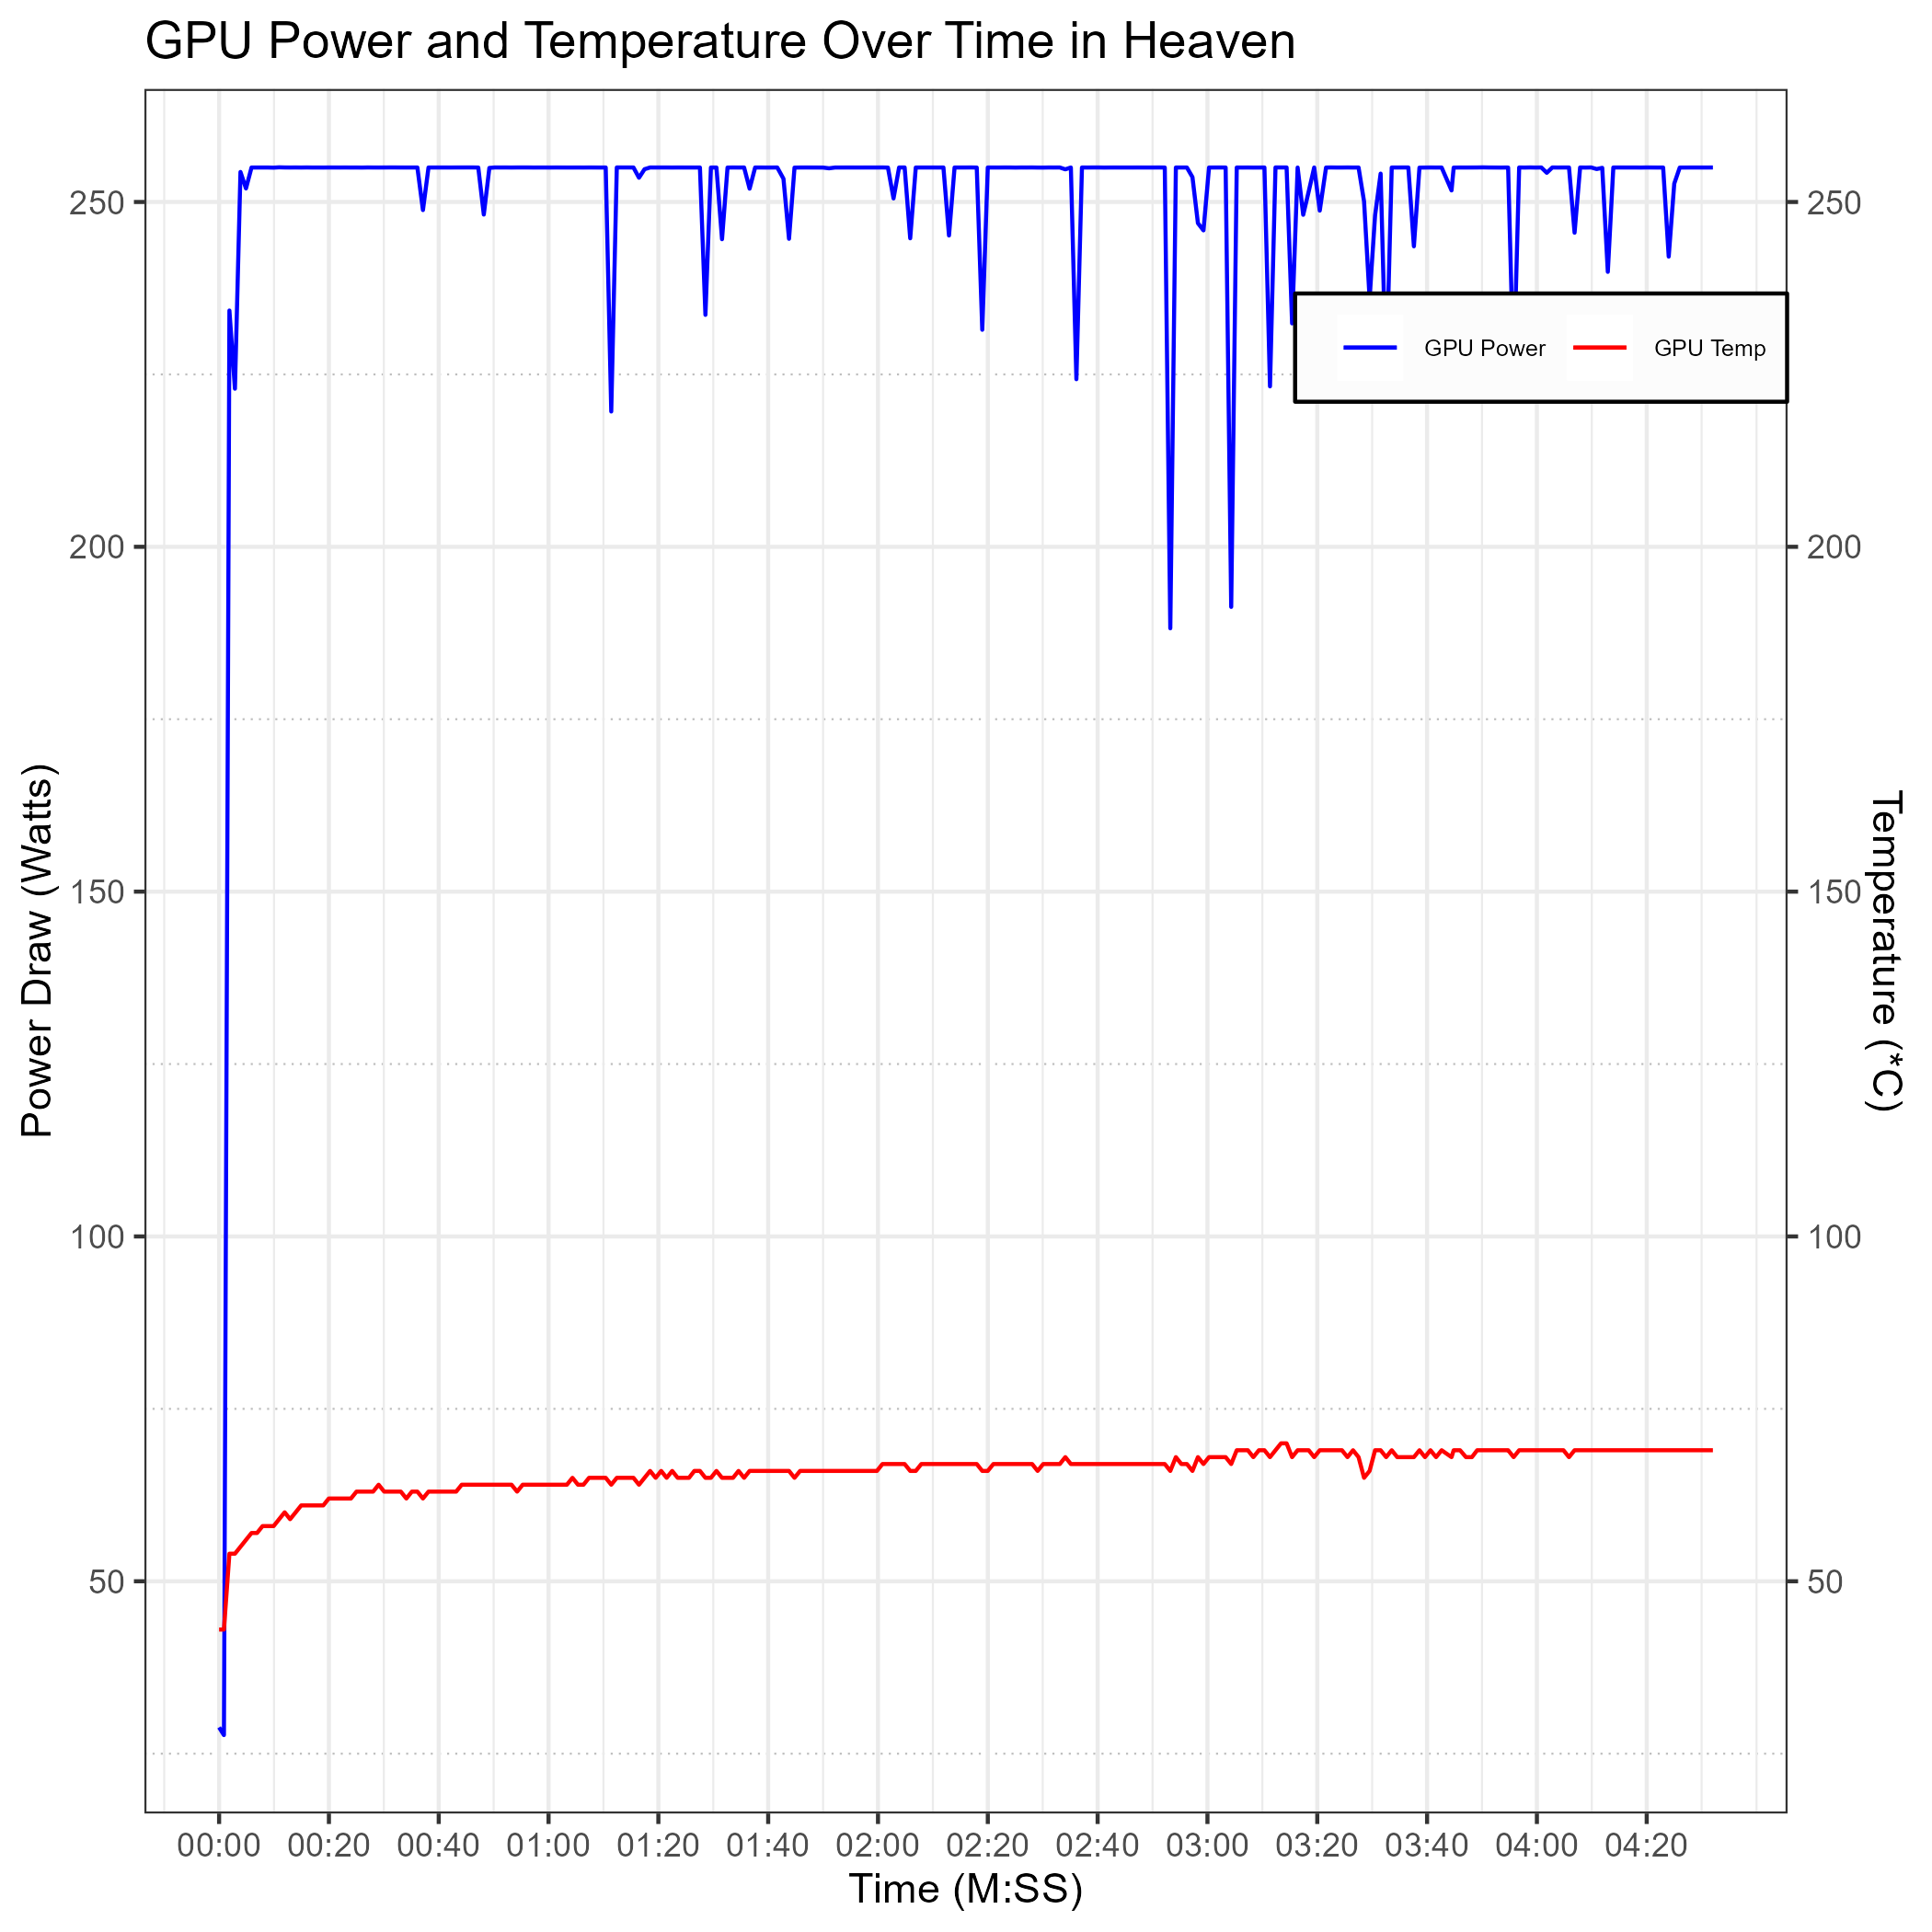 GPU Power and Temperature Over Time in Heaven
Power Draw (Watts)
250
200
150
100
50
GPU Power
GPU Temp
250
200
150
100
50
Temperature (*C)
00:00 00:20 00:40 01:00 01:20 01:40 02:00 02:20 02:40 03:00 03:20 03:40 04:00 04:20
Time (M:SS)